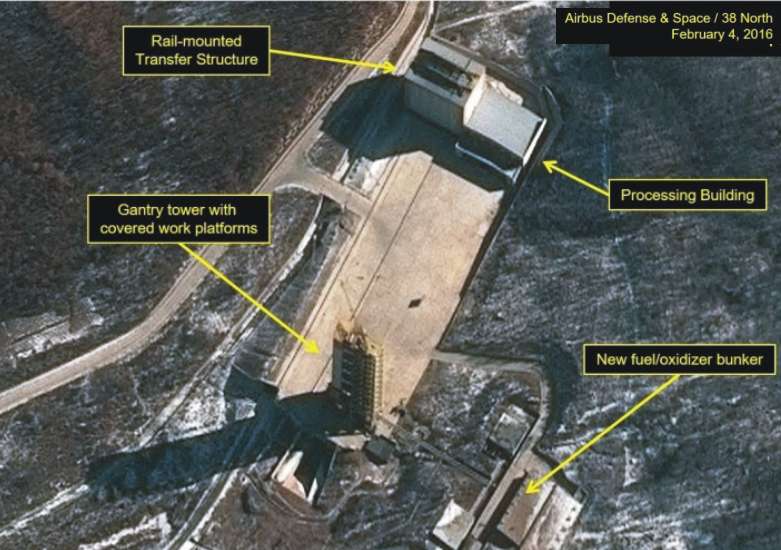 Airbus Defense & Space / 38 North
February 4, 2016
Rail-mounted
Transfer Structure
Processing Building
Gantry tower with
covered work platforms
New fuel/oxidizer bunker